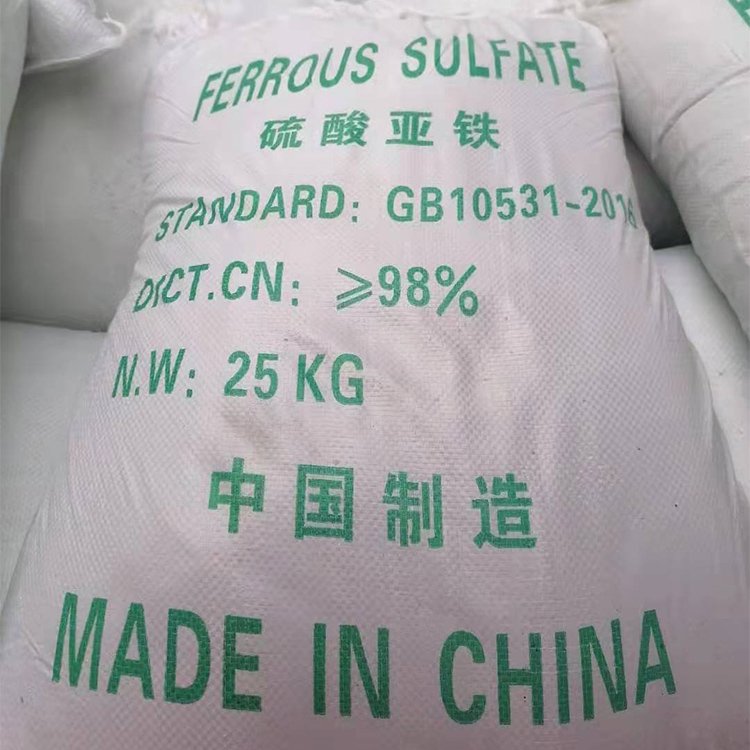 FERROUS SULFATE
硫酸亚铁
STANDARD: GB10531-2016
DICT.CN: ≥98%
N.W: 25 KG
中国制造
MADE IN CHINA